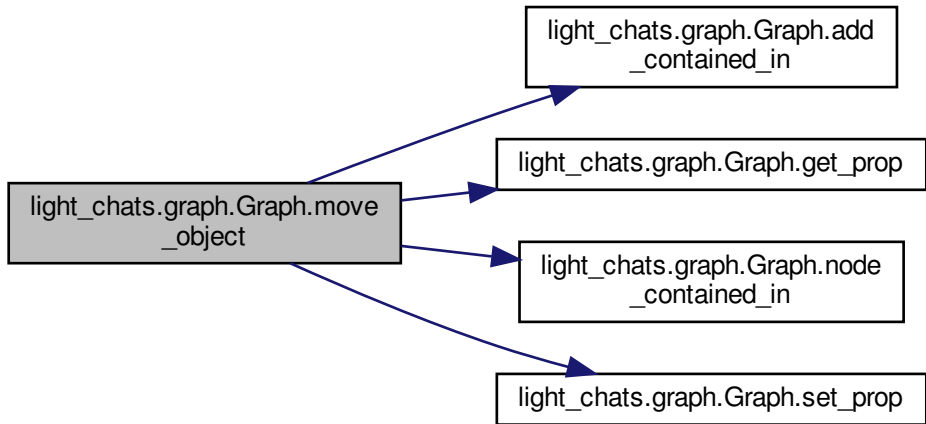 light_chats.graph.Graph.move
_object
light_chats.graph.Graph.add
_contained_in
light_chats.graph.Graph.get_prop
light_chats.graph.Graph.node
_contained_in
light_chats.graph.Graph.set_prop